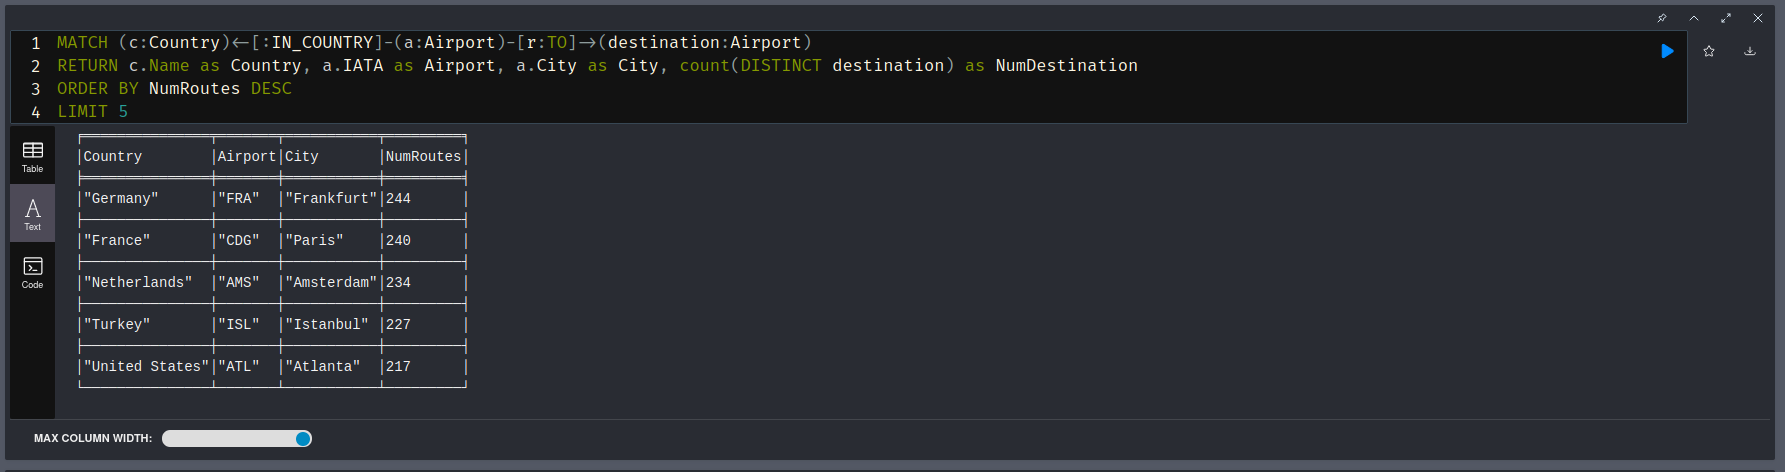 1 MATCH (c:Country)<-[:IN_COUNTRY]-(a:Airport)-[r:TO]->(destination:Airport)
2 RETURN c.Name as Country, a.IATA as Airport, a.City as City, count(DISTINCT destination) as NumDestination
3 ORDER BY NumRoutes DESC
4 LIMIT 5
Table
Text
Code
Country Airport City NumRoutes
"Germany" "FRA" "Frankfurt" 244
"France" "CDG" "Paris" 240
"Netherlands" "AMS" "Amsterdam" 234
"Turkey" "ISL" "Istanbul" 227
"United States" "ATL" "Atlanta" 217
MAX COLUMN WIDTH: